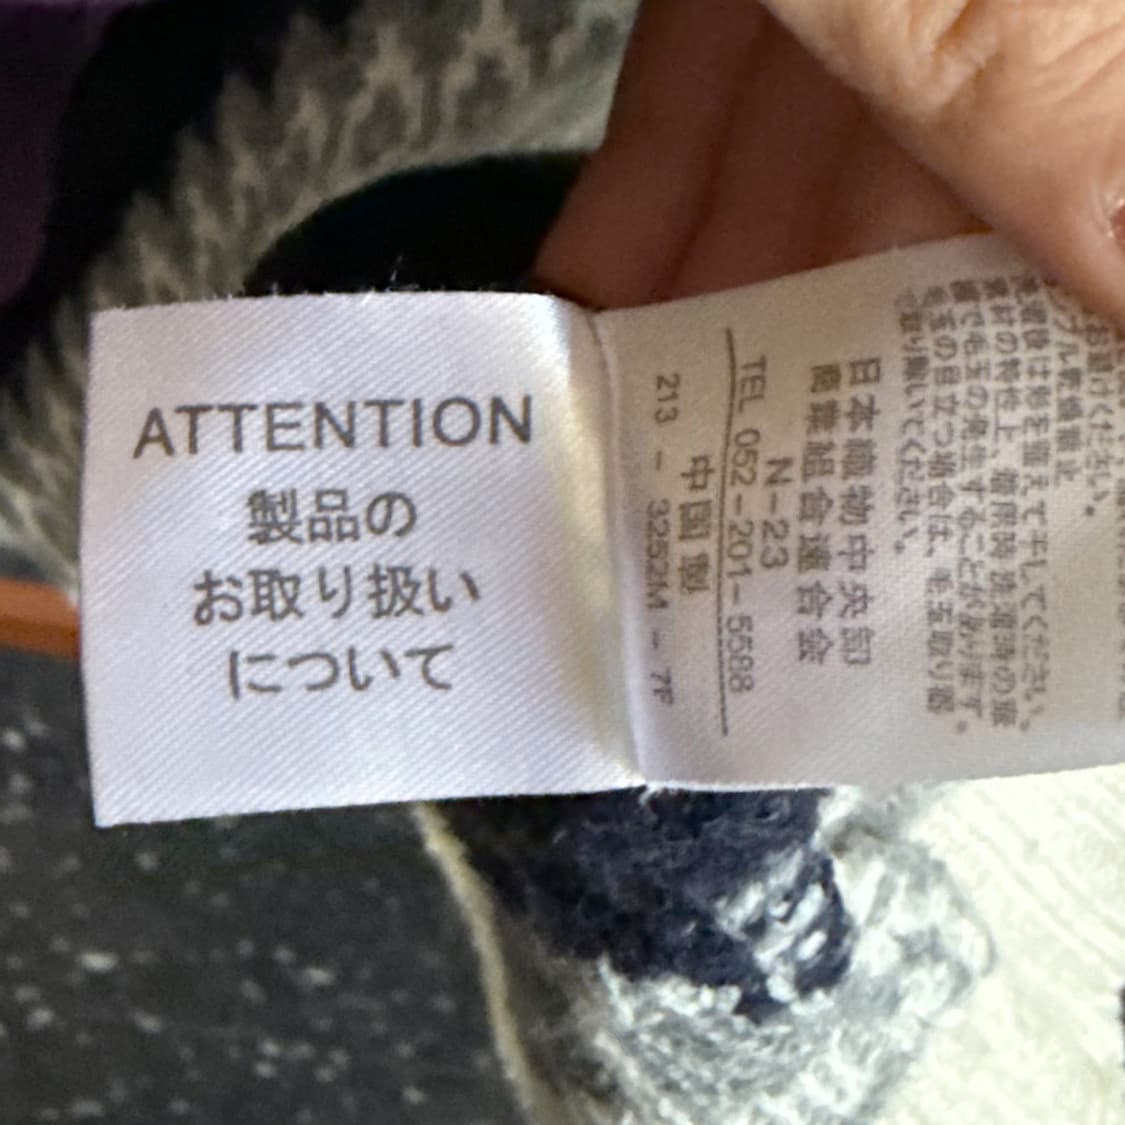 ATTENTION
製品の
お取り扱い
について
お避けください。
タンブル乾燥禁止
洗濯後は形を整えて干してください。
素材の特性上、着用時 洗濯時の摩
擦で毛玉の発生することがあります。
毛玉の目立つ場合は、毛玉取り器
で取り除いてください。
日本織物中央卸
商業組合連合会
N-23
TEL 052-201-5588
中国製
213 - 3252M - 7F